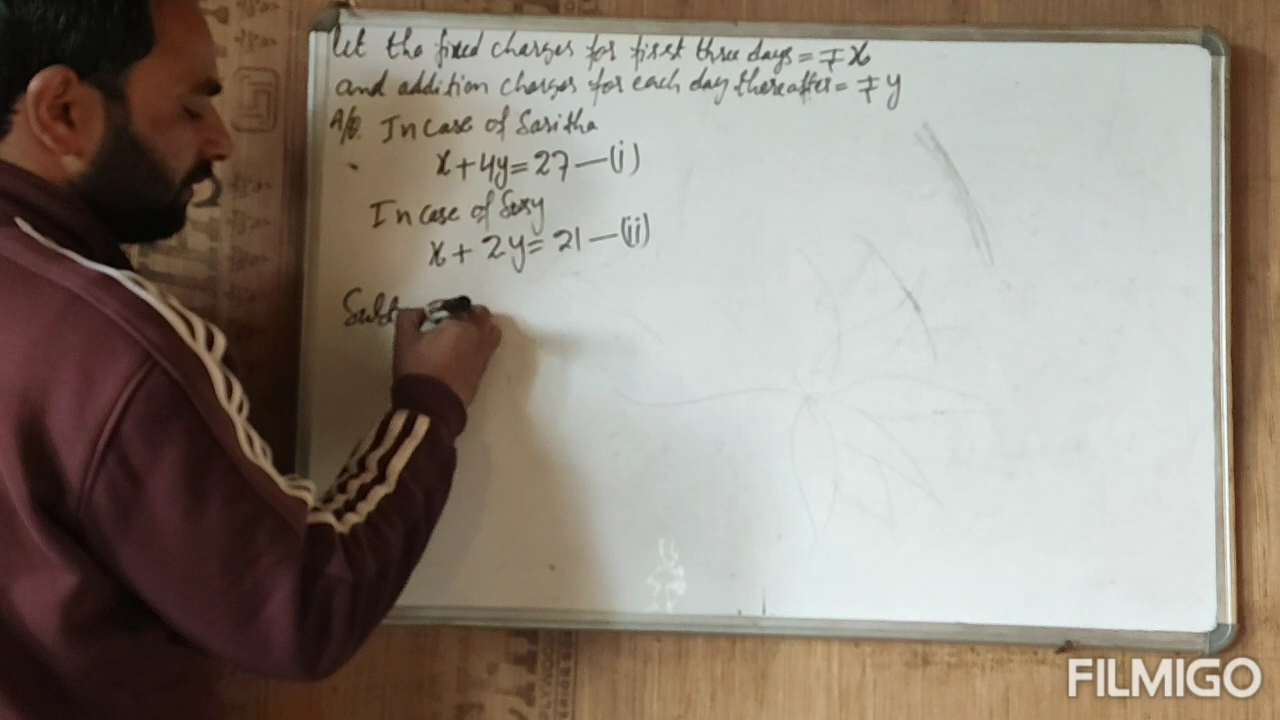 let the fixed charges for first three days = ₹ x
and addition charges for each day thereafter = ₹ y
A/Q. In case of Saritha
x + 4y = 27 — (i)
In case of Susy
x + 2y = 21 — (ii)
Subt
FILMIGO